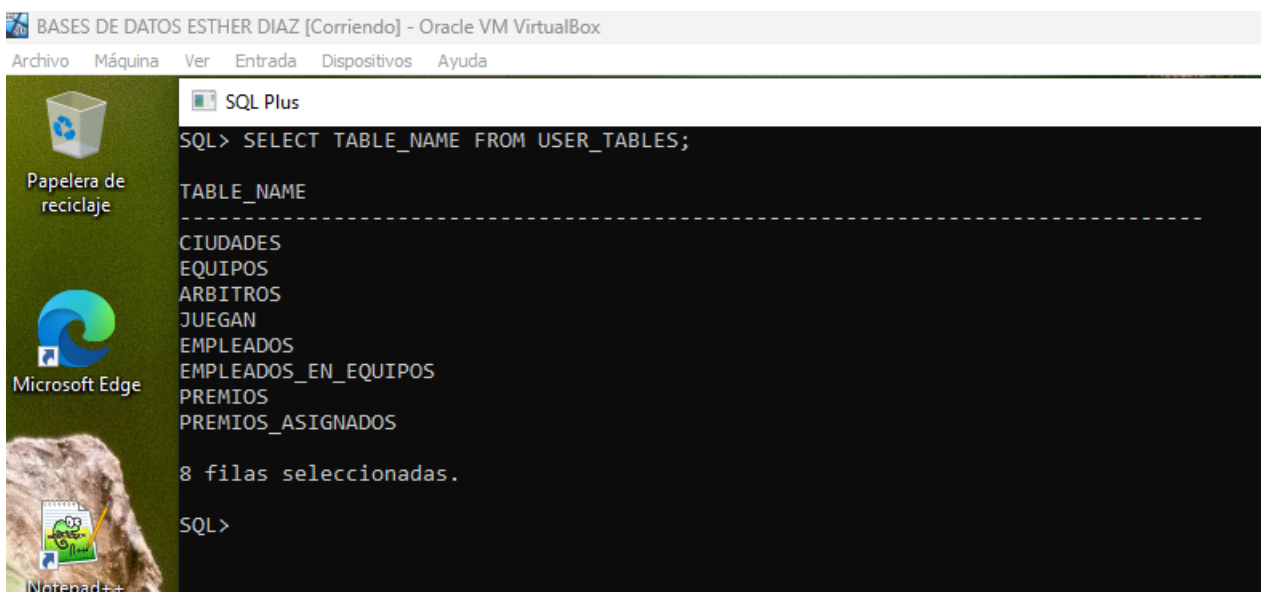 BASES DE DATOS ESTHER DIAZ [Corriendo] - Oracle VM VirtualBox
Archivo Máquina Ver Entrada Dispositivos Ayuda
SQL Plus
Papelera de
reciclaje
Microsoft Edge
Notepad++
SQL> SELECT TABLE_NAME FROM USER_TABLES;
TABLE_NAME
--------------------------------------------------------------------------------
CIUDADES
EQUIPOS
ARBITROS
JUEGAN
EMPLEADOS
EMPLEADOS_EN_EQUIPOS
PREMIOS
PREMIOS_ASIGNADOS
8 filas seleccionadas.
SQL>